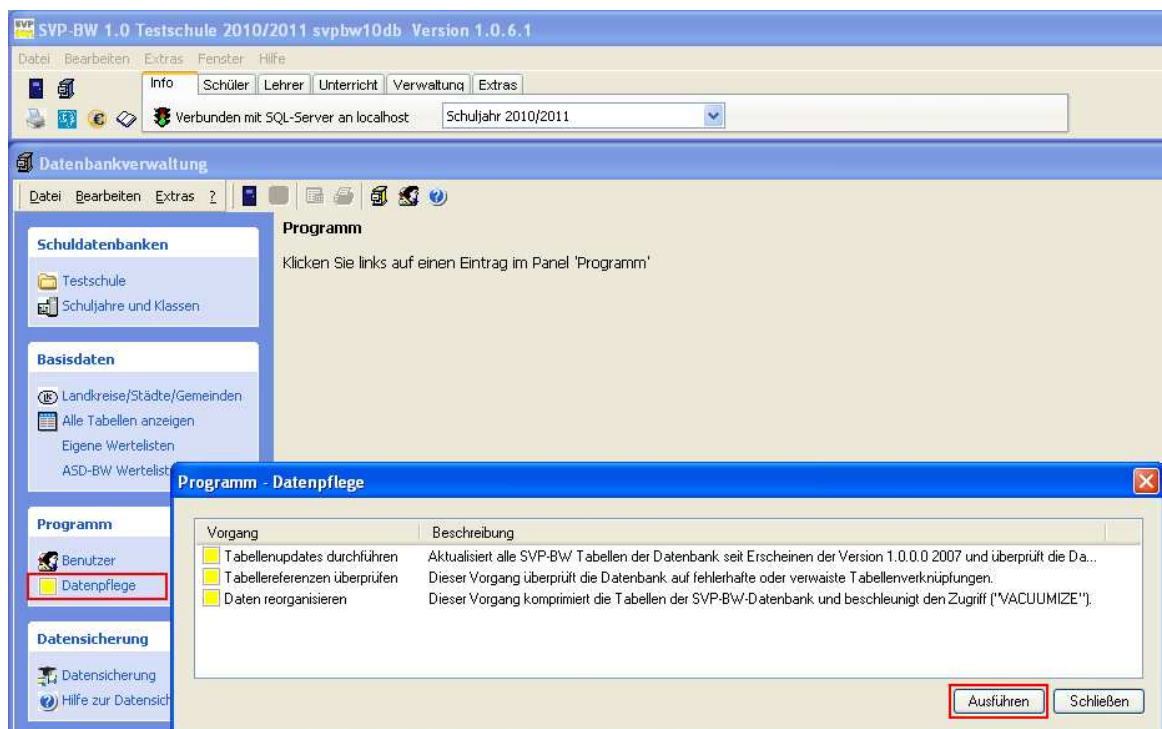 SVP-BW 1.0 Testschule 2010/2011 svpbw10db Version 1.0.6.1
Datei Bearbeiten Extras Fenster Hilfe
Info Schüler Lehrer Unterricht Verwaltung Extras
Verbunden mit SQL-Server an localhost Schuljahr 2010/2011
Datenbankverwaltung
Datei Bearbeiten Extras ?
Programm
Klicken Sie links auf einen Eintrag im Panel 'Programm'
Schuldatenbanken
Testschule
Schuljahre und Klassen
Basisdaten
Landkreise/Städte/Gemeinden
Alle Tabellen anzeigen
Eigene Wertelisten
ASD-BW Wertelist
Programm
Benutzer
Datenpflege
Datensicherung
Datensicherung
Hilfe zur Datensich
Programm - Datenpflege
Vorgang Beschreibung
Tabellenupdates durchführen Aktualisiert alle SVP-BW Tabellen der Datenbank seit Erscheinen der Version 1.0.0.0 2007 und überprüft die Da...
Tabellereferenzen überprüfen Dieser Vorgang überprüft die Datenbank auf fehlerhafte oder verwaiste Tabellenverknüpfungen.
Daten reorganisieren Dieser Vorgang komprimiert die Tabellen der SVP-BW-Datenbank und beschleunigt den Zugriff ("VACUUMIZE").
Ausführen Schließen